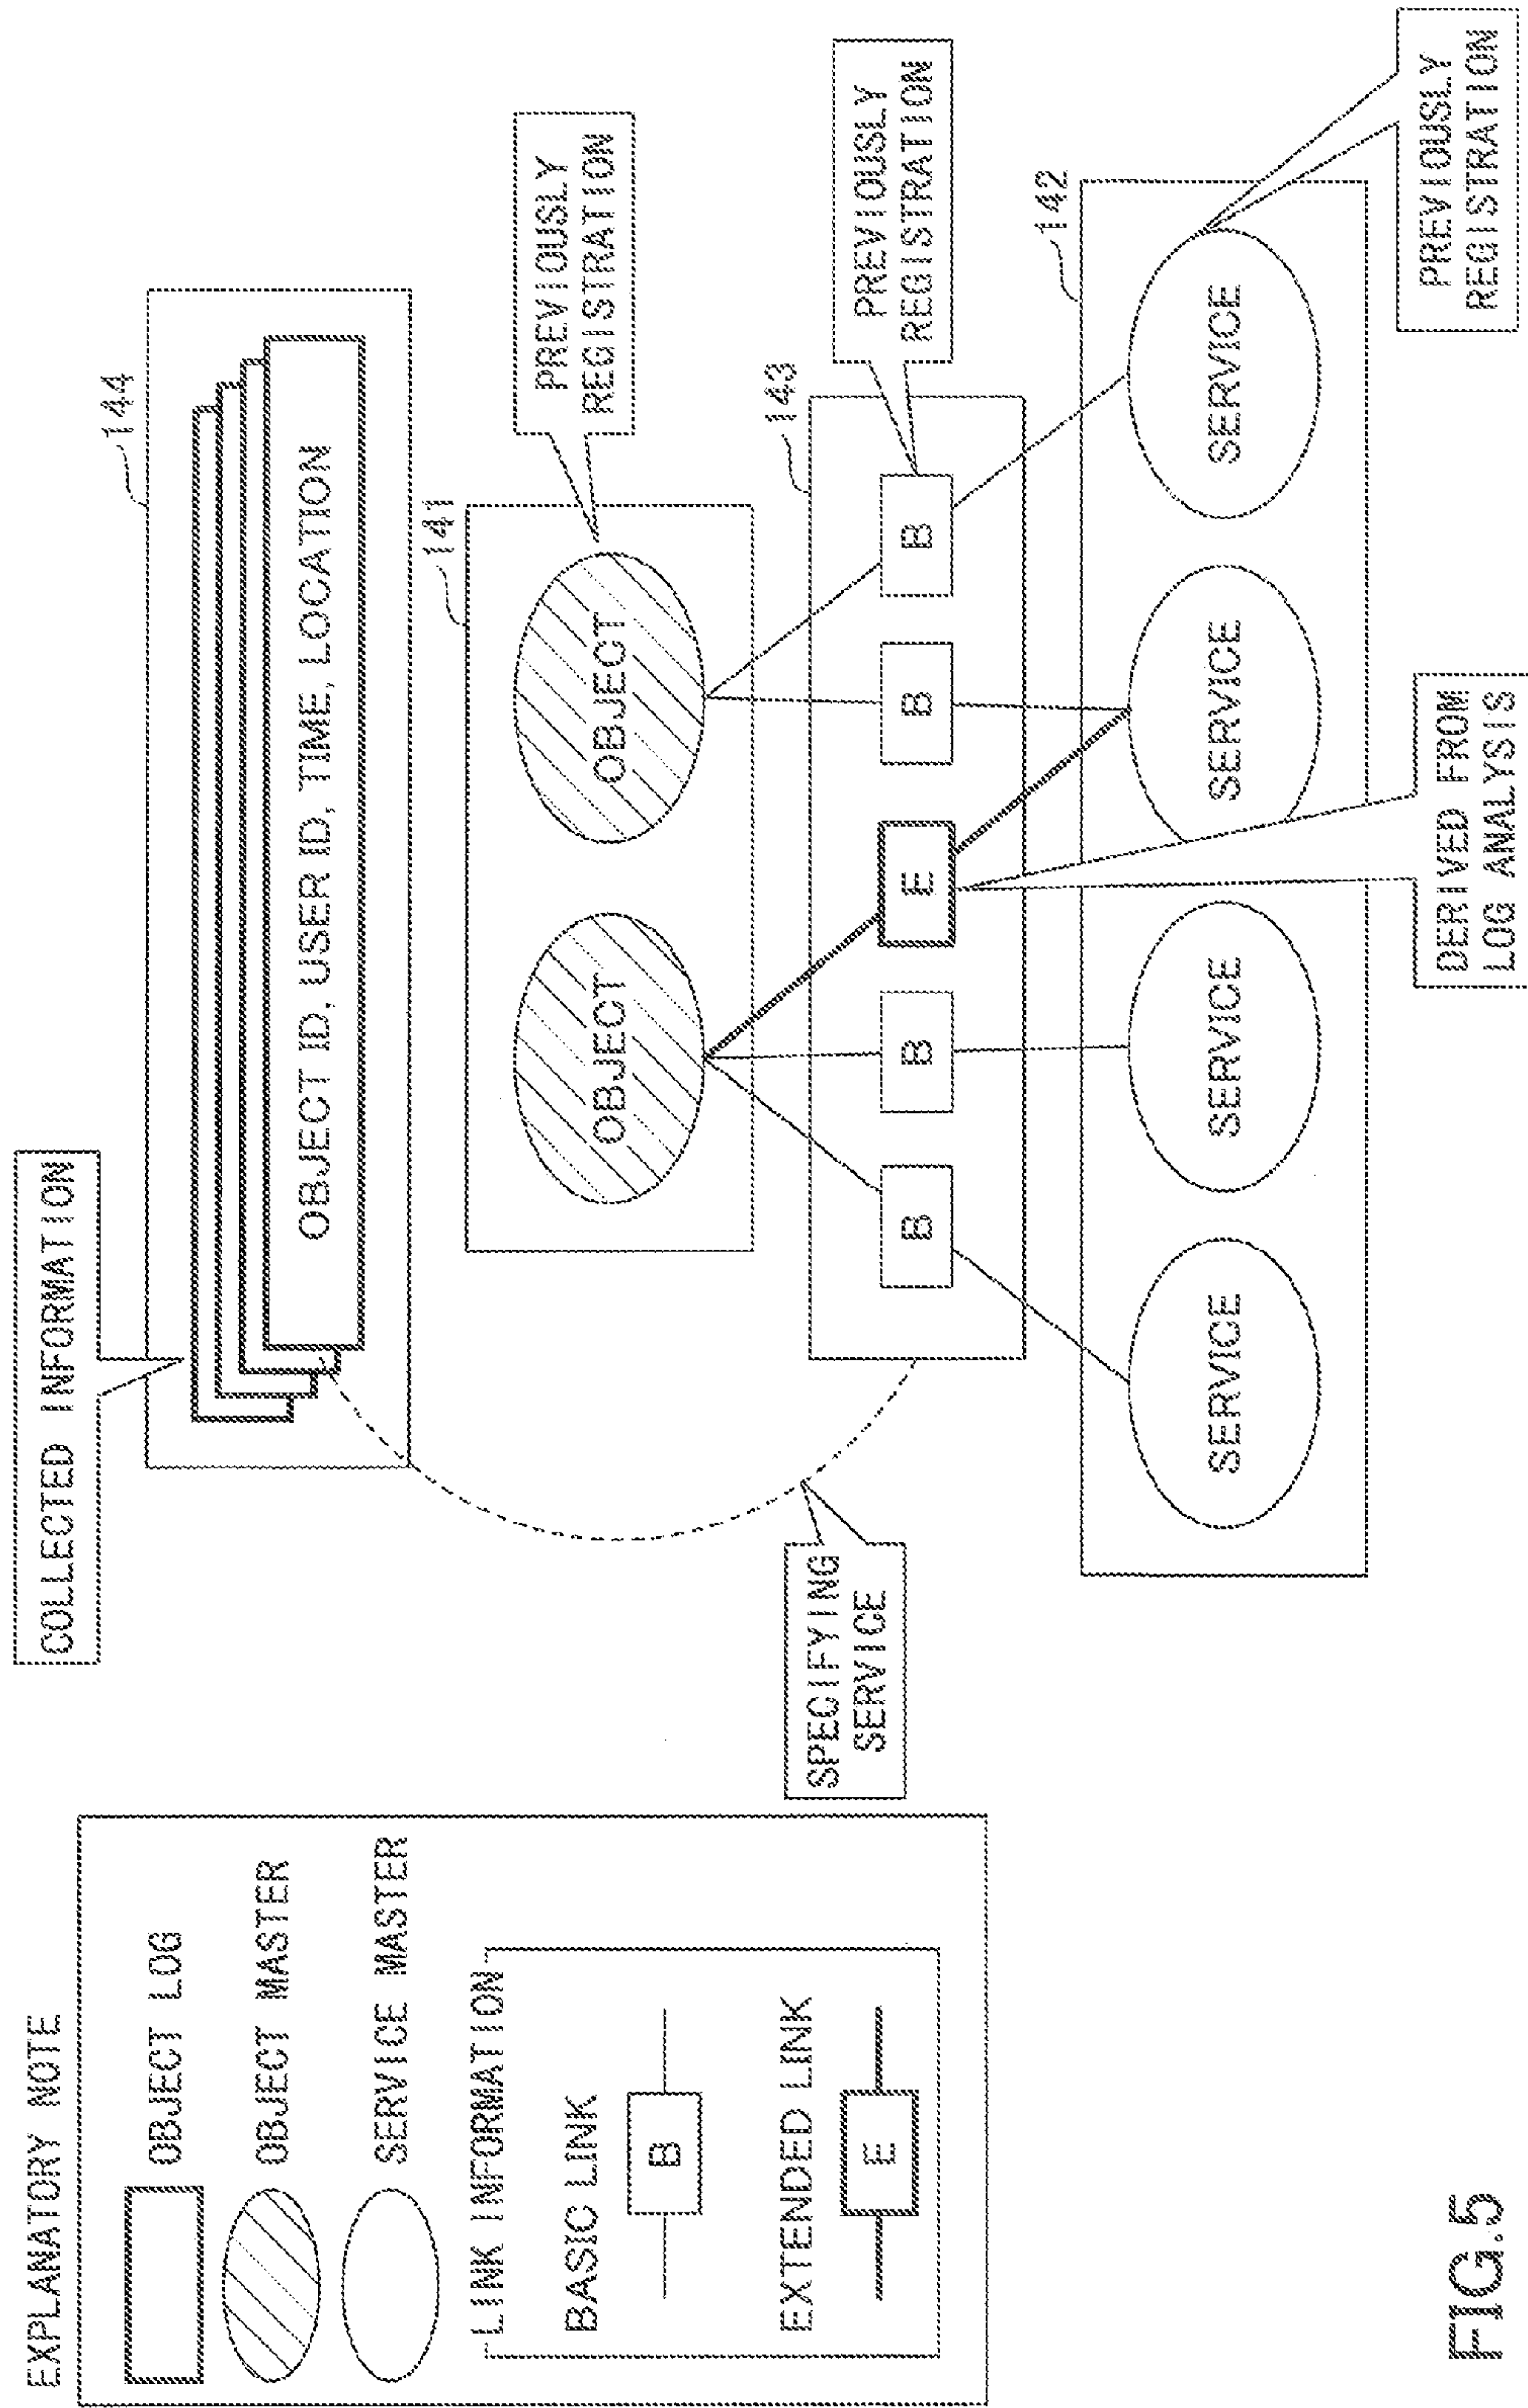 EXPLANATORY NOTE
OBJECT LOG
OBJECT MASTER
SERVICE MASTER
LINK INFORMATION
BASIC LINK
B
EXTENDED LINK
E
COLLECTED INFORMATION
144
OBJECT ID, USER ID, TIME, LOCATION
141
PREVIOUSLY
REGISTRATION
OBJECT
OBJECT
SPECIFYING
SERVICE
143
PREVIOUSLY
REGISTRATION
B
B
E
B
B
142
SERVICE
SERVICE
SERVICE
SERVICE
PREVIOUSLY
REGISTRATION
DERIVED FROM
LOG ANALYSIS
FIG.5